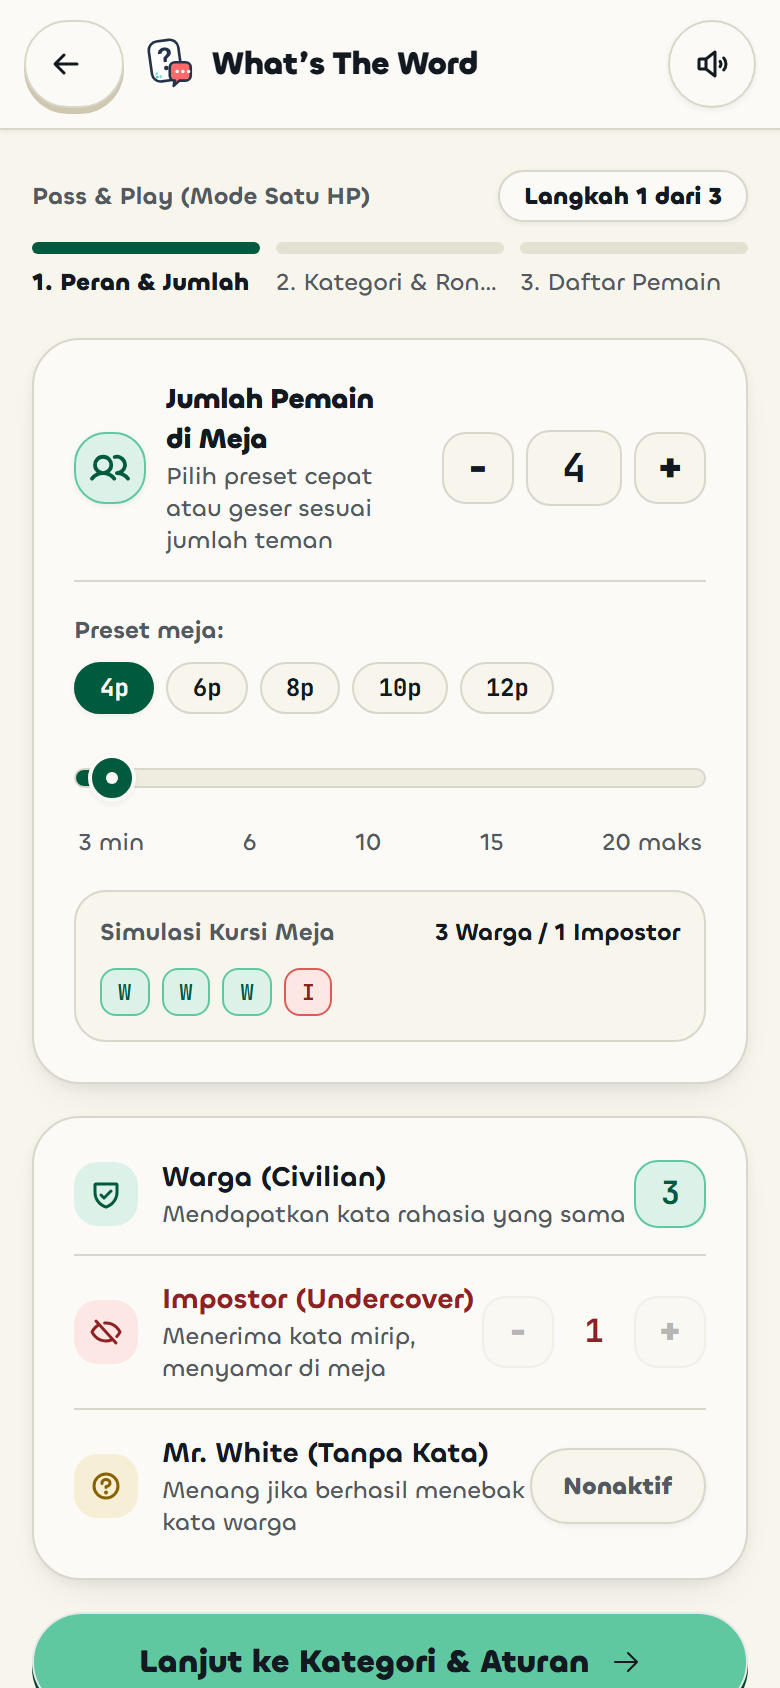 What's The Word
Pass & Play (Mode Satu HP)
Langkah 1 dari 3
1. Peran & Jumlah
2. Kategori & Ron...
3. Daftar Pemain
Jumlah Pemain
di Meja
Pilih preset cepat
atau geser sesuai
jumlah teman
- 4 +
Preset meja:
4p 6p 8p 10p 12p
3 min 6 10 15 20 maks
Simulasi Kursi Meja
3 Warga / 1 Impostor
W W W I
Warga (Civilian)
Mendapatkan kata rahasia yang sama
3
Impostor (Undercover)
Menerima kata mirip,
menyamar di meja
- 1 +
Mr. White (Tanpa Kata)
Menang jika berhasil menebak
kata warga
Nonaktif
Lanjut ke Kategori & Aturan →